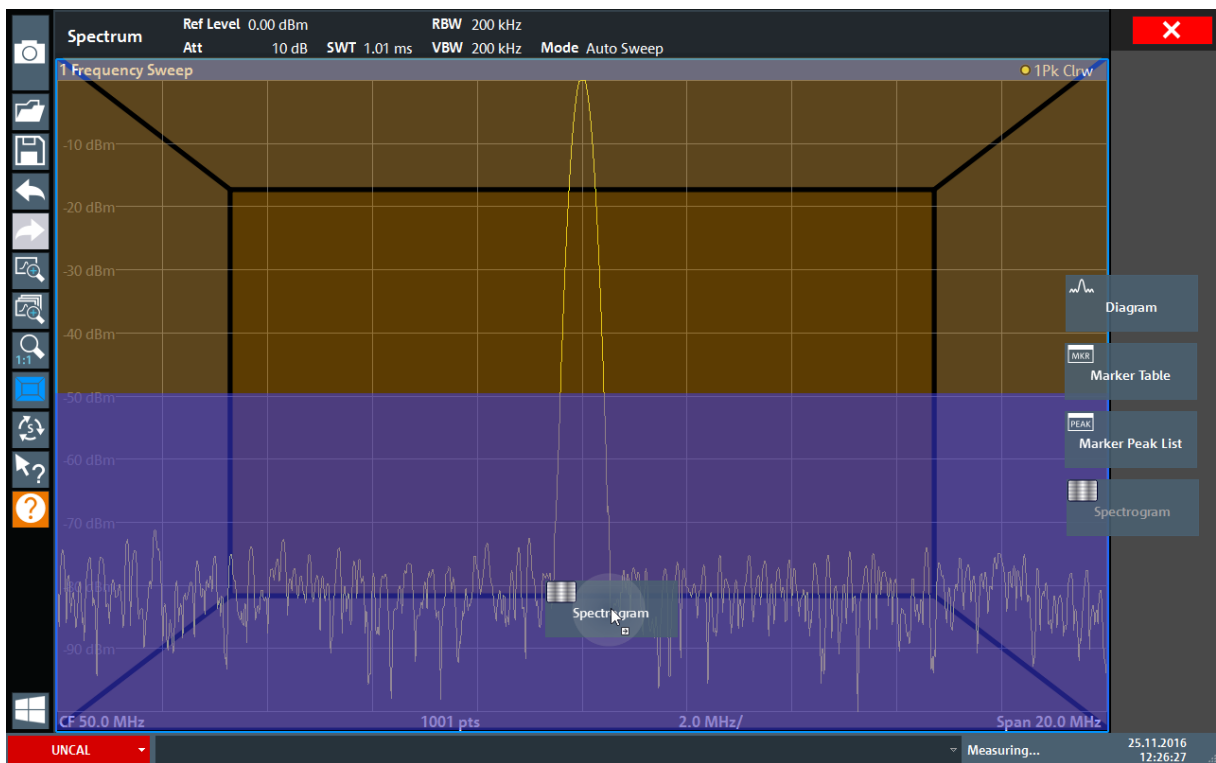 Spectrum
Ref Level 0.00 dBm RBW 200 kHz
Att 10 dB SWT 1.01 ms VBW 200 kHz Mode Auto Sweep
1 Frequency Sweep
1Pk Clrw
-10 dBm
-20 dBm
-30 dBm
-40 dBm
-50 dBm
-60 dBm
-70 dBm
-90 dBm
1:1
S
?
?
Diagram
MKR
Marker Table
PEAK
Marker Peak List
Spectrogram
Spectrogram
CF 50.0 MHz 1001 pts 2.0 MHz/ Span 20.0 MHz
UNCAL
Measuring...
25.11.2016
12:26:27